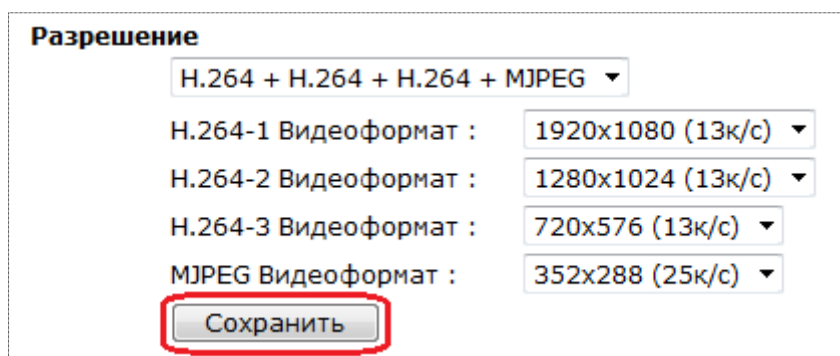 Разрешение
H.264 + H.264 + H.264 + MJPEG
H.264-1 Видеоформат : 1920x1080 (13к/с)
H.264-2 Видеоформат : 1280x1024 (13к/с)
H.264-3 Видеоформат : 720x576 (13к/с)
MJPEG Видеоформат : 352x288 (25к/с)
Сохранить